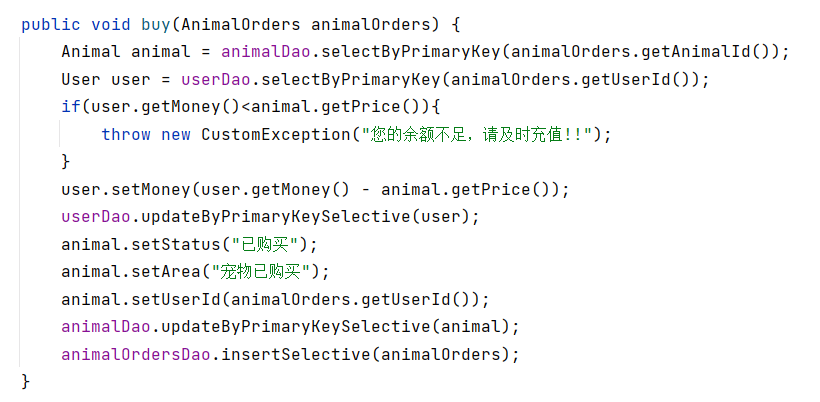 public void buy(AnimalOrders animalOrders) {
    Animal animal = animalDao.selectByPrimaryKey(animalOrders.getAnimalId());
    User user = userDao.selectByPrimaryKey(animalOrders.getUserId());
    if(user.getMoney()<animal.getPrice()){
        throw new CustomException("您的余额不足，请及时充值!!");
    }
    user.setMoney(user.getMoney() - animal.getPrice());
    userDao.updateByPrimaryKeySelective(user);
    animal.setStatus("已购买");
    animal.setArea("宠物已购买");
    animal.setUserId(animalOrders.getUserId());
    animalDao.updateByPrimaryKeySelective(animal);
    animalOrdersDao.insertSelective(animalOrders);
}